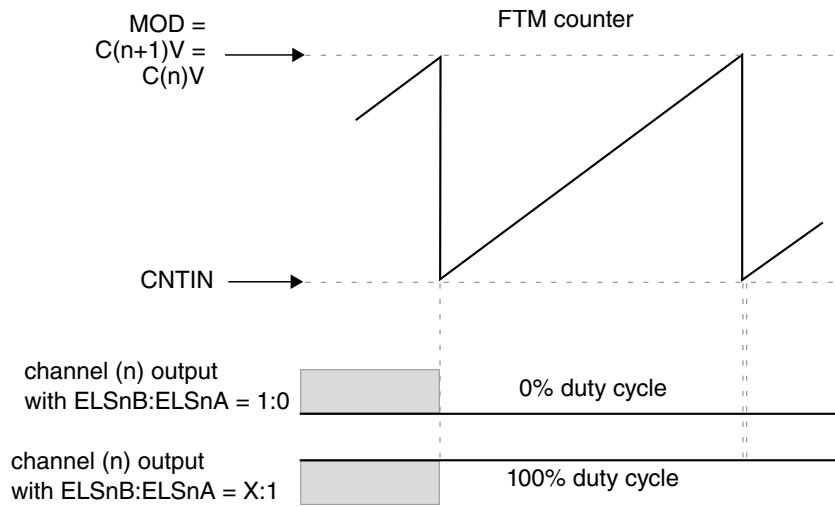 MOD =
C(n+1)V =
C(n)V
FTM counter
CNTIN
channel (n) output
with ELSnB:ELSnA = 1:0
0% duty cycle
channel (n) output
with ELSnB:ELSnA = X:1
100% duty cycle